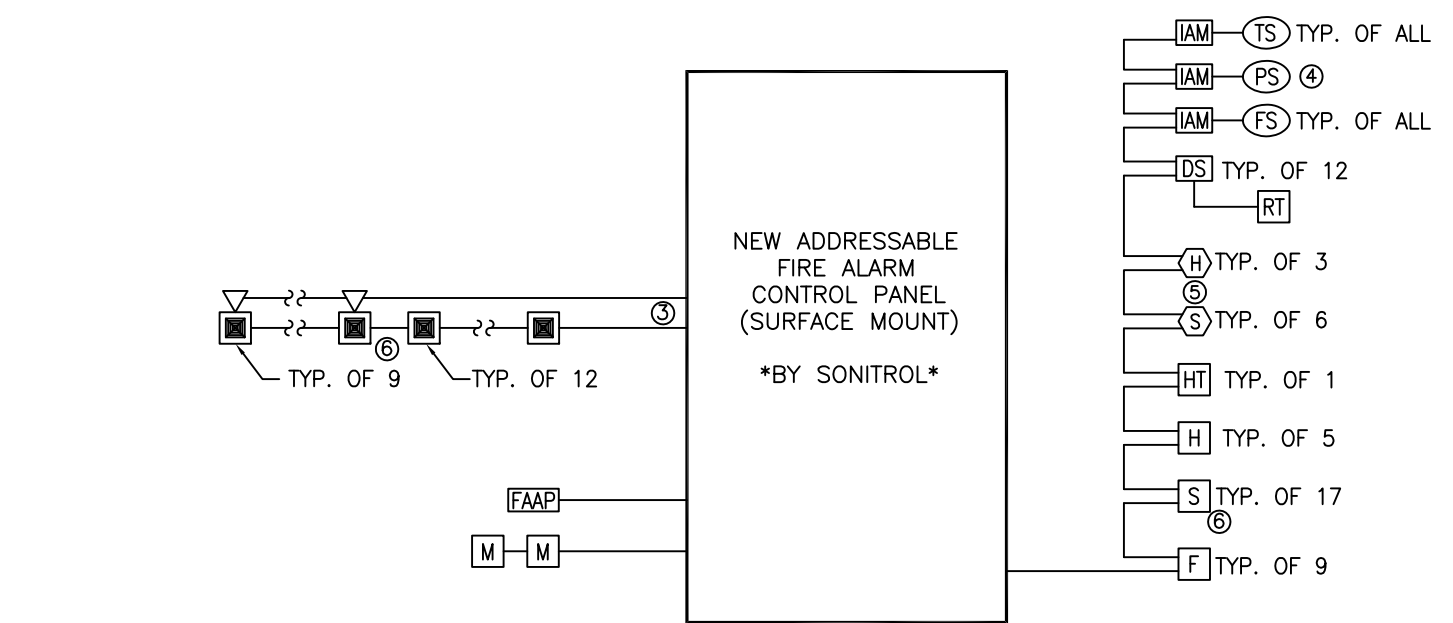 IAM TS TYP. OF ALL
IAM PS 4
IAM FS TYP. OF ALL
DS TYP. OF 12
RT
H TYP. OF 3
5
S TYP. OF 6
HT TYP. OF 1
H TYP. OF 5
S TYP. OF 17
6
F TYP. OF 9
NEW ADDRESSABLE
FIRE ALARM
CONTROL PANEL
(SURFACE MOUNT)
*BY SONITROL*
3
6
TYP. OF 9
TYP. OF 12
FAAP
M M